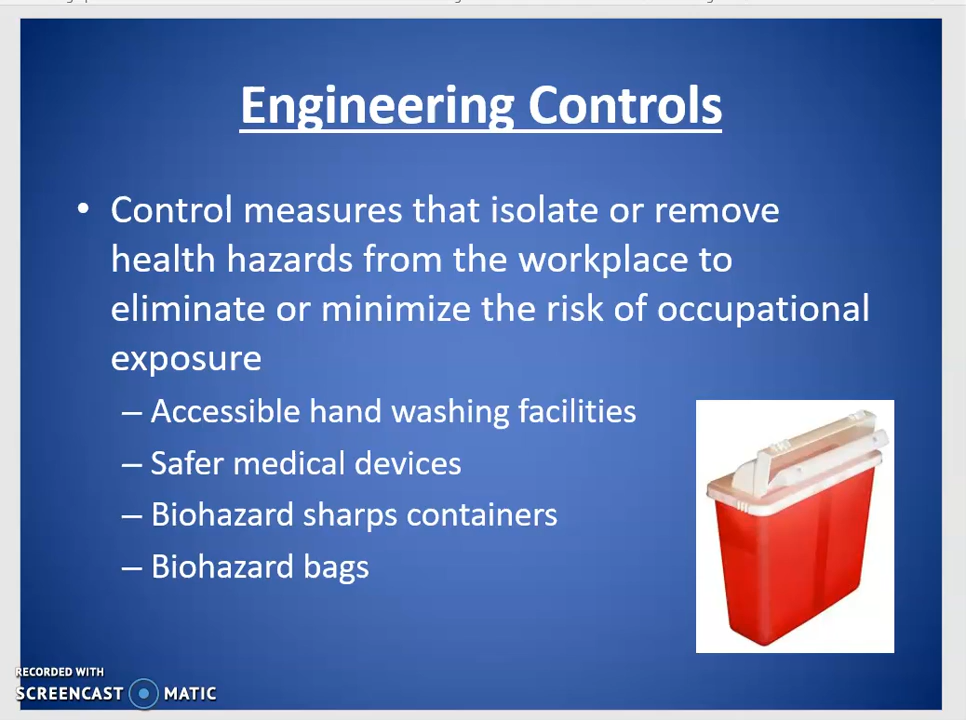 Engineering Controls
• Control measures that isolate or remove
health hazards from the workplace to
eliminate or minimize the risk of occupational
exposure
– Accessible hand washing facilities
– Safer medical devices
– Biohazard sharps containers
– Biohazard bags
RECORDED WITH
SCREENCAST MATIC